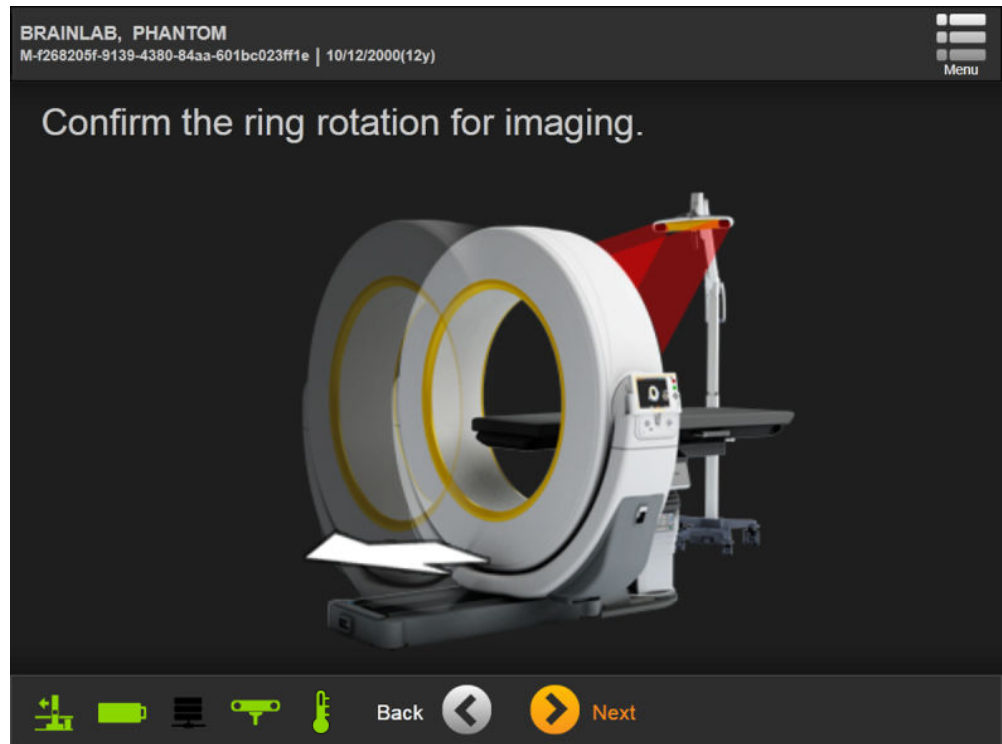 BRAINLAB, PHANTOM
M-f268205f-9139-4380-84aa-601bc023ff1e | 10/12/2000(12y)
Menu
Confirm the ring rotation for imaging.
Back
Next